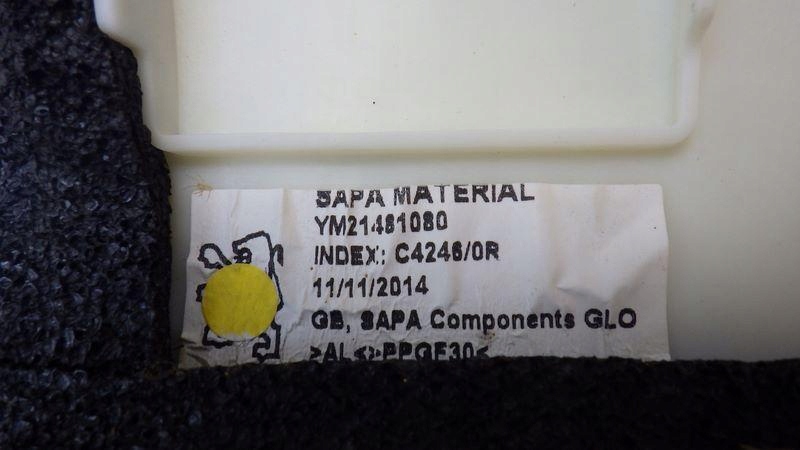 SAPA MATERIAL
YM21481080
INDEX: C4246/0R
11/11/2014
GB, SAPA Components GLO
>AL<>PPGF30<